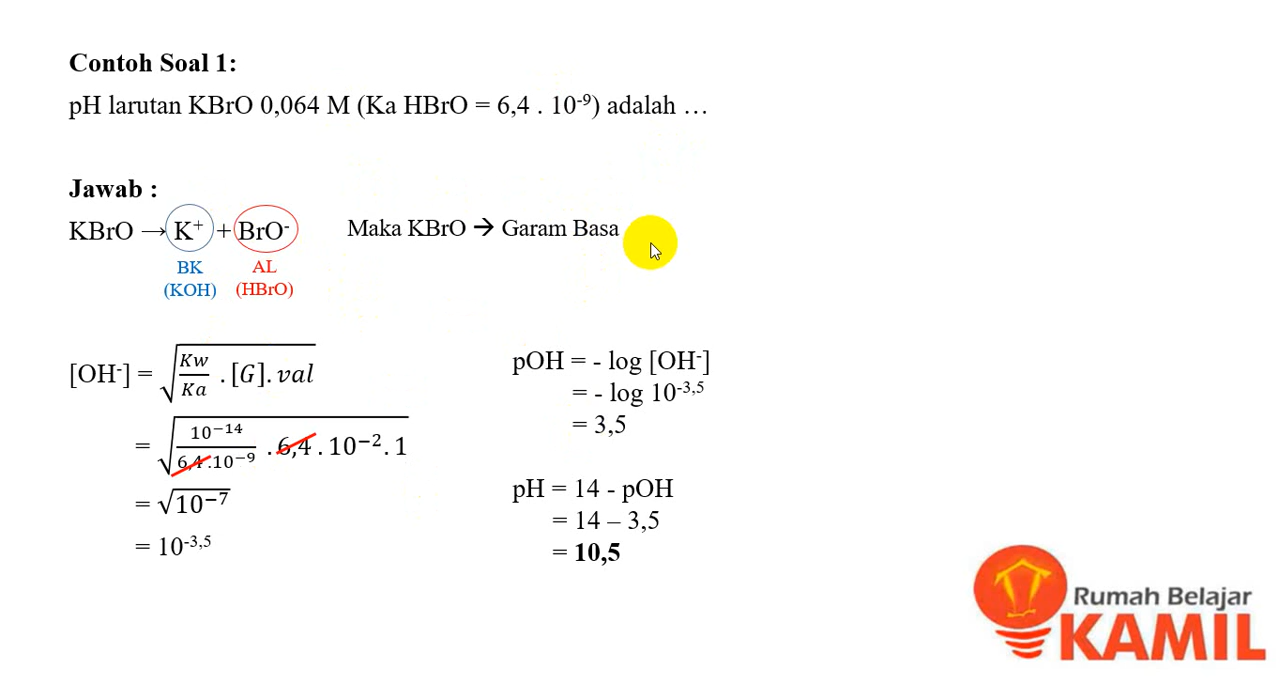 Contoh Soal 1:
pH larutan KBrO 0,064 M (Ka HBrO = 6,4 . 10⁻⁹) adalah …
Jawab :
KBrO → K⁺ + BrO⁻ Maka KBrO → Garam Basa
BK AL
(KOH) (HBrO)
[OH⁻] = √(Kw/Ka . [G]. val)
= √(10⁻¹⁴/6,4 .10⁻⁹ . 6,4 . 10⁻² . 1)
= √10⁻⁷
= 10⁻³,⁵
pOH = - log [OH⁻]
= - log 10⁻³,⁵
= 3,5
pH = 14 - pOH
= 14 – 3,5
= 10,5
Rumah Belajar
KAMIL